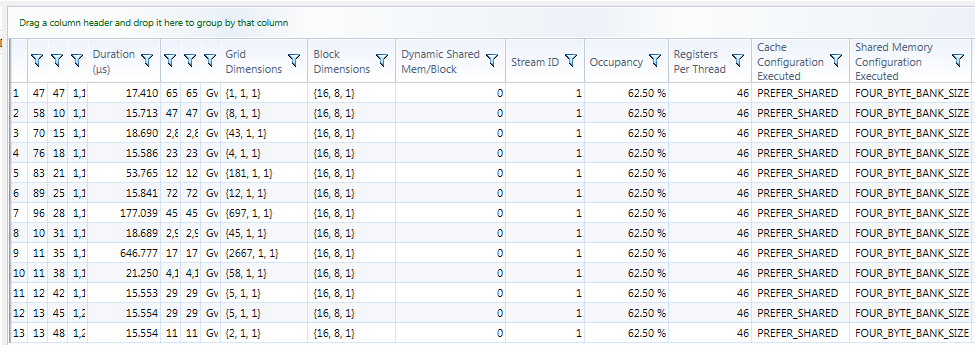 Drag a column header and drop it here to group by that column
Duration (μs) Grid Dimensions Block Dimensions Dynamic Shared Mem/Block Stream ID Occupancy Registers Per Thread Cache Configuration Executed Shared Memory Configuration Executed
1 47 47 1,1 17.410 65 65 Gv {1, 1, 1} {16, 8, 1} 0 1 62.50 % 46 PREFER_SHARED FOUR_BYTE_BANK_SIZE
2 58 10 1,1 15.713 47 47 Gv {8, 1, 1} {16, 8, 1} 0 1 62.50 % 46 PREFER_SHARED FOUR_BYTE_BANK_SIZE
3 70 15 1,1 18.690 2,8 2,8 Gv {43, 1, 1} {16, 8, 1} 0 1 62.50 % 46 PREFER_SHARED FOUR_BYTE_BANK_SIZE
4 76 18 1,1 15.586 23 23 Gv {4, 1, 1} {16, 8, 1} 0 1 62.50 % 46 PREFER_SHARED FOUR_BYTE_BANK_SIZE
5 83 21 1,1 53.765 12 12 Gv {181, 1, 1} {16, 8, 1} 0 1 62.50 % 46 PREFER_SHARED FOUR_BYTE_BANK_SIZE
6 89 25 1,1 15.841 72 72 Gv {12, 1, 1} {16, 8, 1} 0 1 62.50 % 46 PREFER_SHARED FOUR_BYTE_BANK_SIZE
7 96 28 1,1 177.039 45 45 Gv {697, 1, 1} {16, 8, 1} 0 1 62.50 % 46 PREFER_SHARED FOUR_BYTE_BANK_SIZE
8 10 31 1,1 18.689 2,9 2,9 Gv {45, 1, 1} {16, 8, 1} 0 1 62.50 % 46 PREFER_SHARED FOUR_BYTE_BANK_SIZE
9 11 35 1,1 646.777 17 17 Gv {2667, 1, 1} {16, 8, 1} 0 1 62.50 % 46 PREFER_SHARED FOUR_BYTE_BANK_SIZE
10 11 38 1,1 21.250 4,1 4,1 Gv {58, 1, 1} {16, 8, 1} 0 1 62.50 % 46 PREFER_SHARED FOUR_BYTE_BANK_SIZE
11 12 42 1,1 15.553 29 29 Gv {5, 1, 1} {16, 8, 1} 0 1 62.50 % 46 PREFER_SHARED FOUR_BYTE_BANK_SIZE
12 13 45 1,2 15.554 29 29 Gv {5, 1, 1} {16, 8, 1} 0 1 62.50 % 46 PREFER_SHARED FOUR_BYTE_BANK_SIZE
13 13 48 1,2 15.554 11 11 Gv {2, 1, 1} {16, 8, 1} 0 1 62.50 % 46 PREFER_SHARED FOUR_BYTE_BANK_SIZE